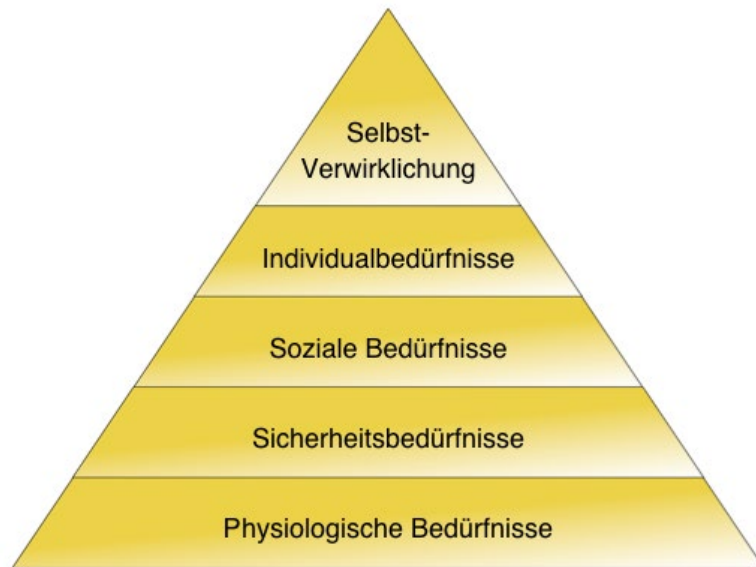 Selbst-
Verwirklichung
Individualbedürfnisse
Soziale Bedürfnisse
Sicherheitsbedürfnisse
Physiologische Bedürfnisse